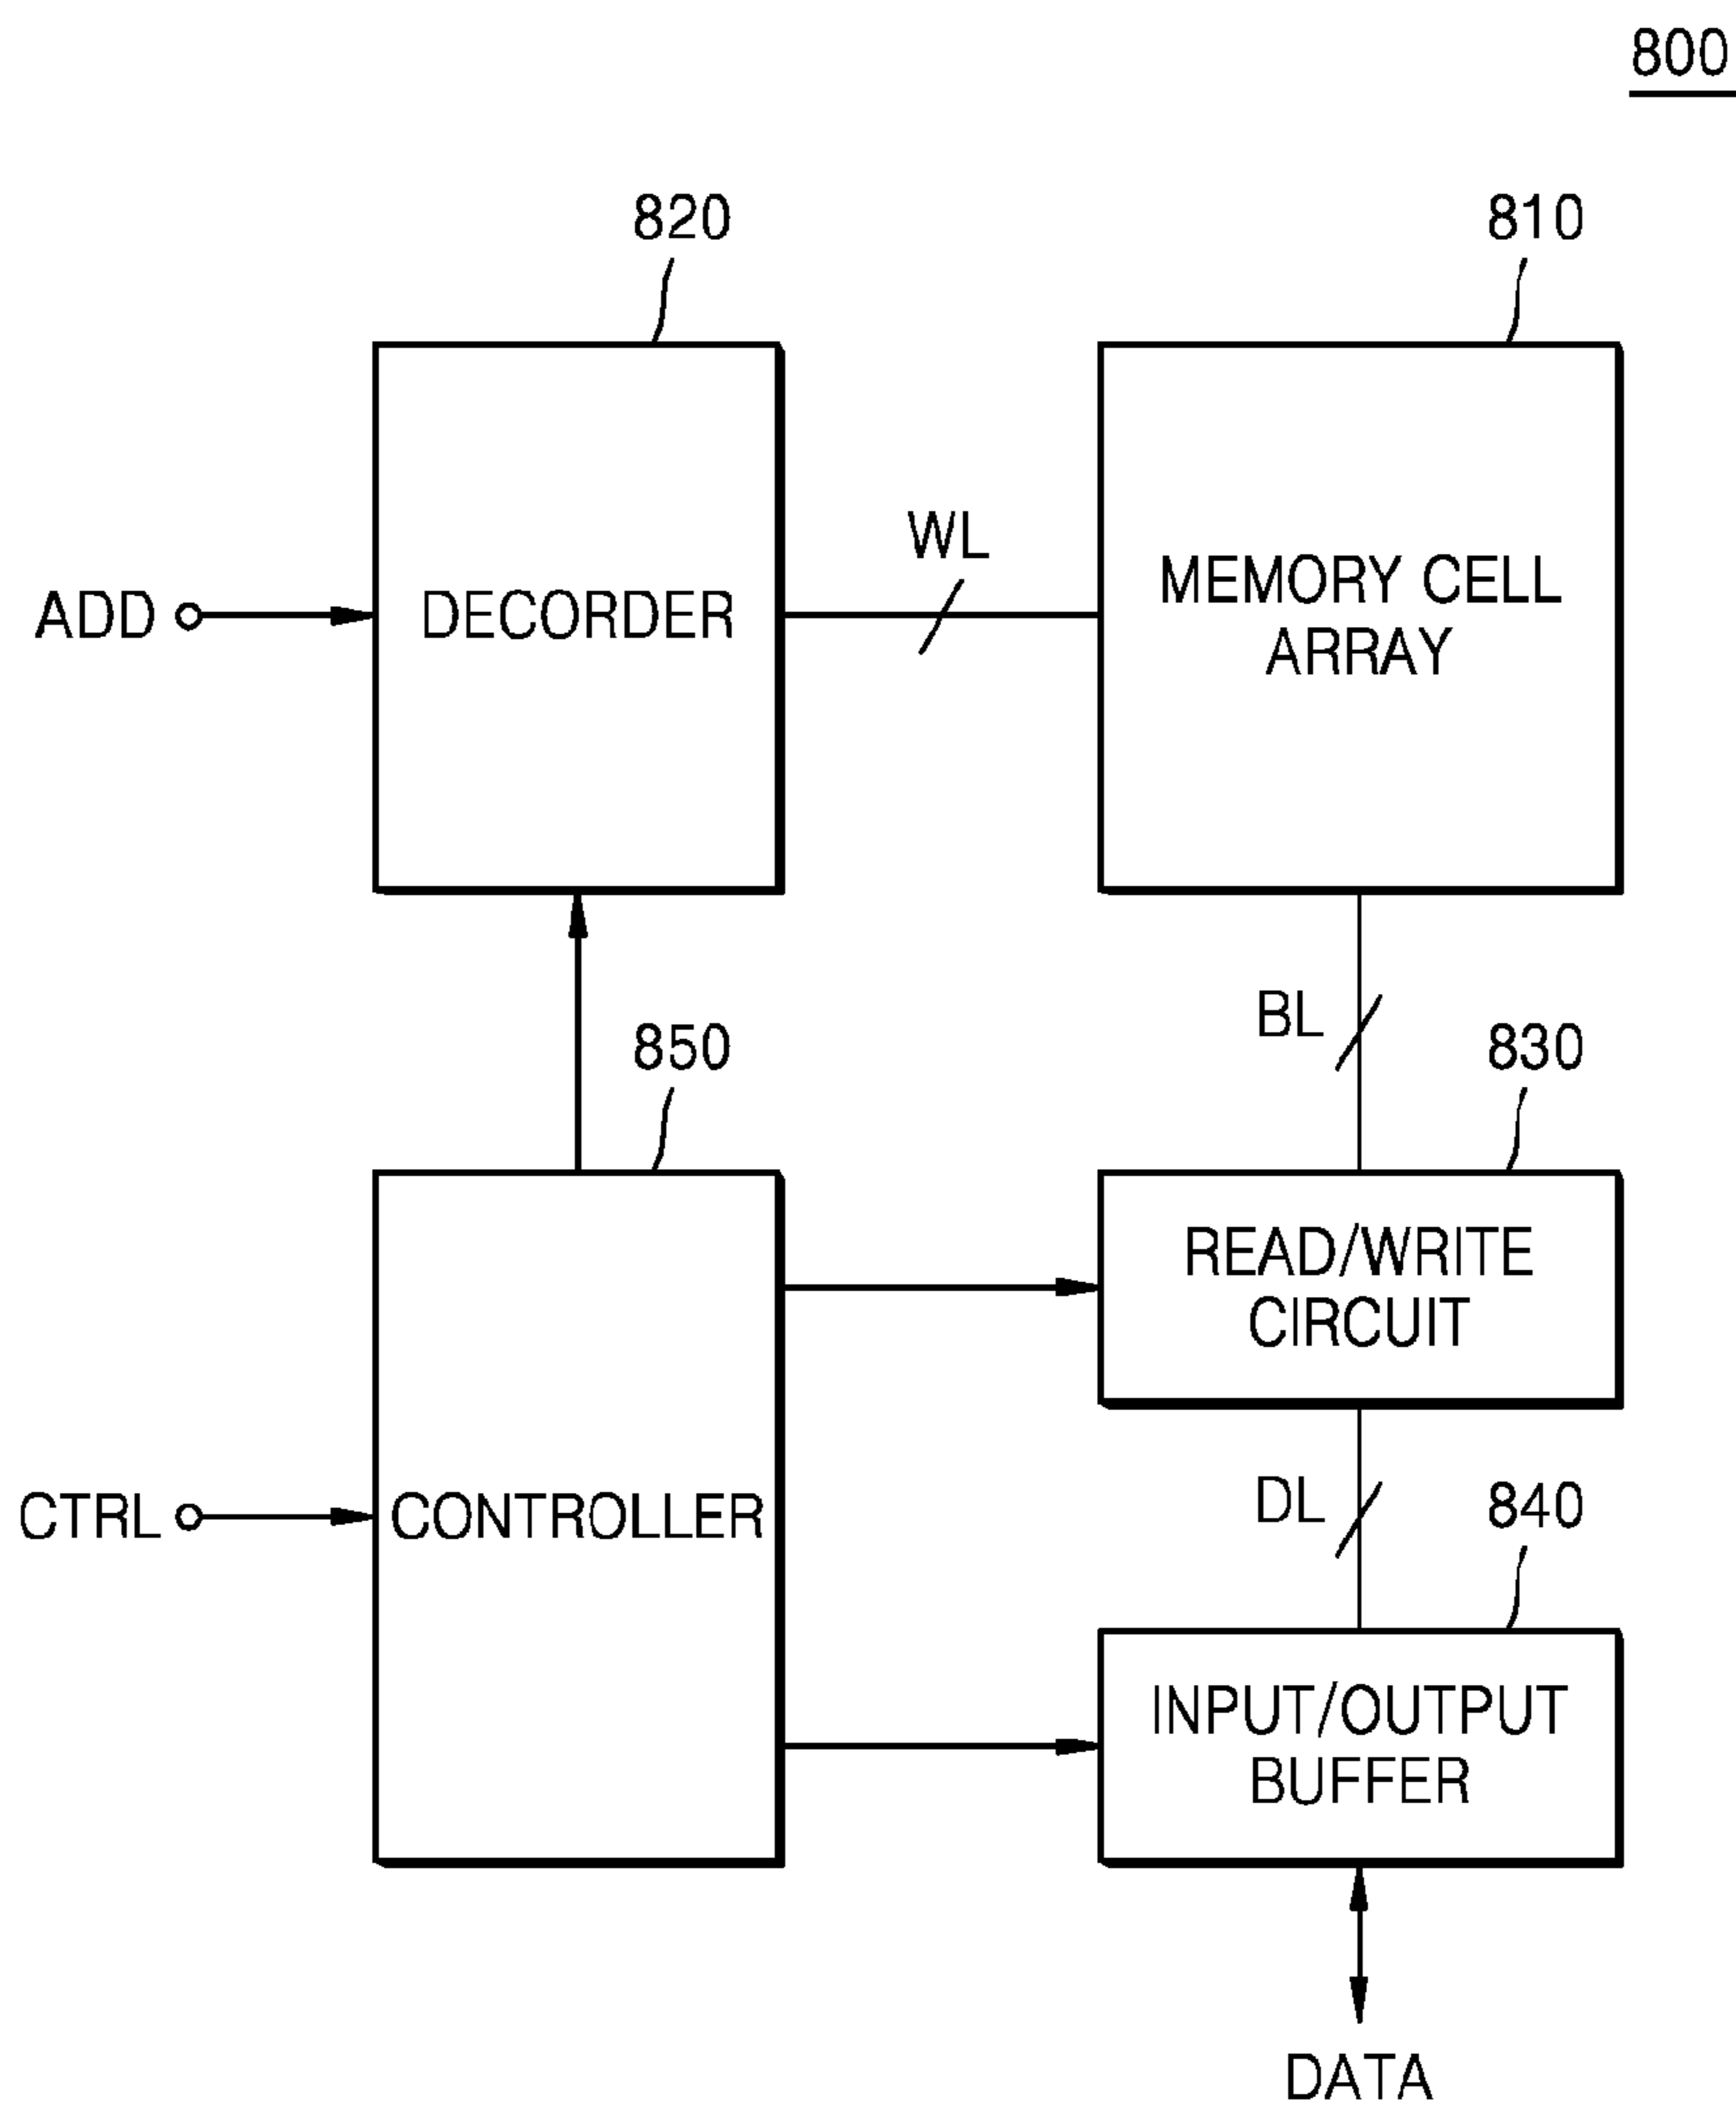 800
820
810
WL
ADD
DECORDER
MEMORY CELL
ARRAY
BL
850
830
READ/WRITE
CIRCUIT
CTRL
CONTROLLER
DL
840
INPUT/OUTPUT
BUFFER
DATA